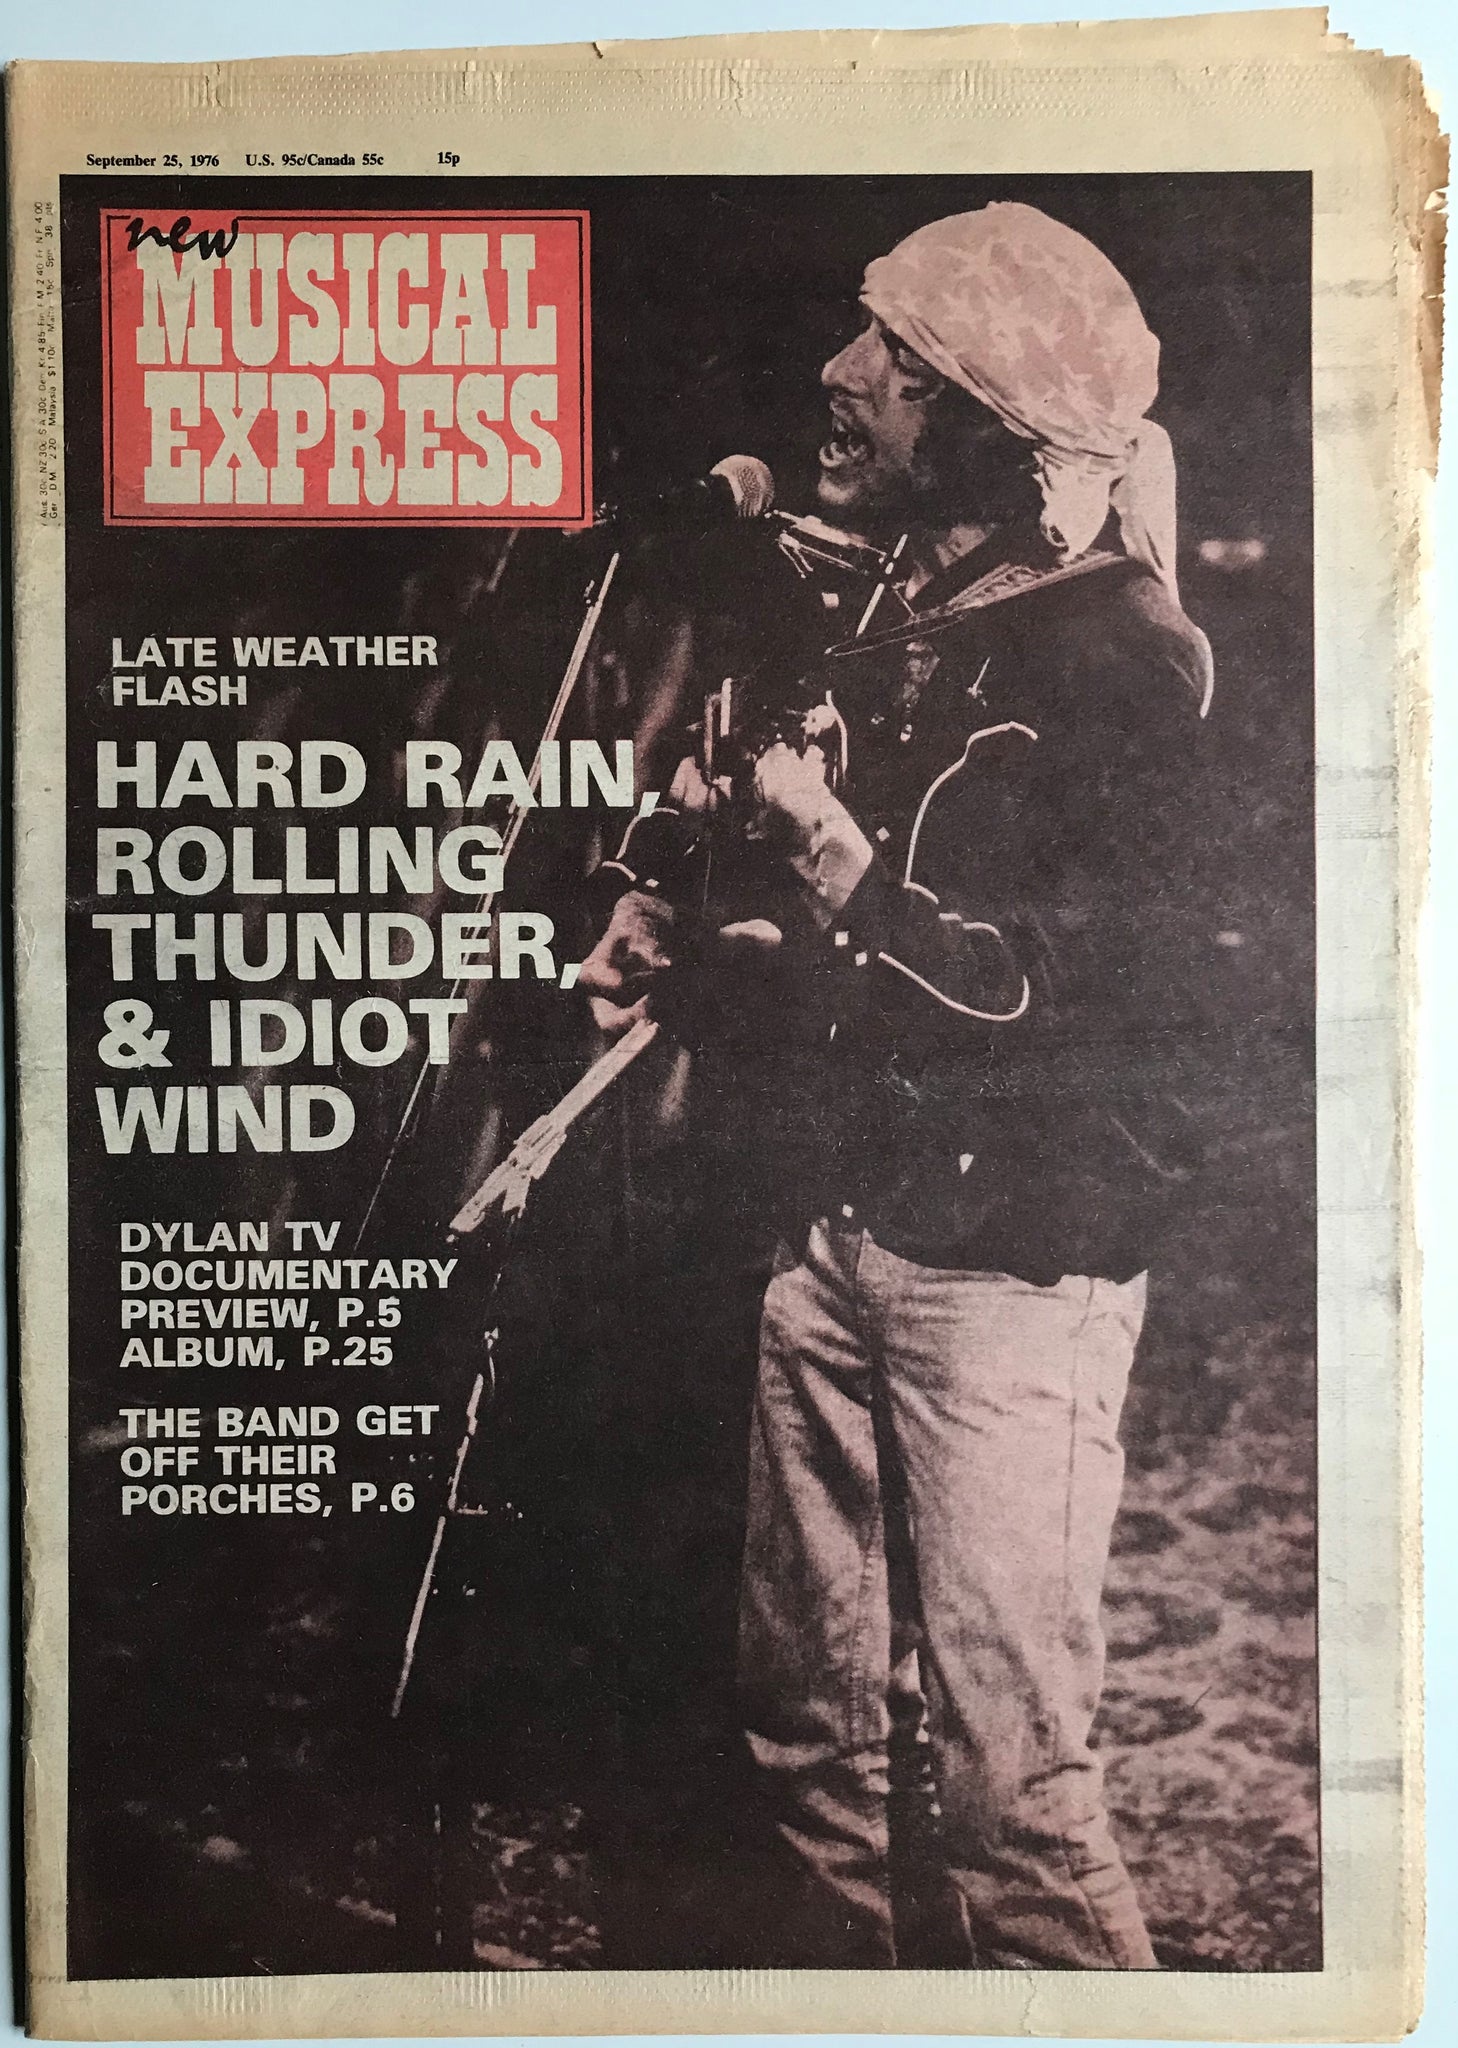 September 25, 1976 U.S. 95c/Canada 55c 15p
new
MUSICAL
EXPRESS
LATE WEATHER
FLASH
HARD RAIN,
ROLLING
THUNDER,
& IDIOT
WIND
DYLAN TV
DOCUMENTARY
PREVIEW, P.5
ALBUM, P.25
THE BAND GET
OFF THEIR
PORCHES, P.6